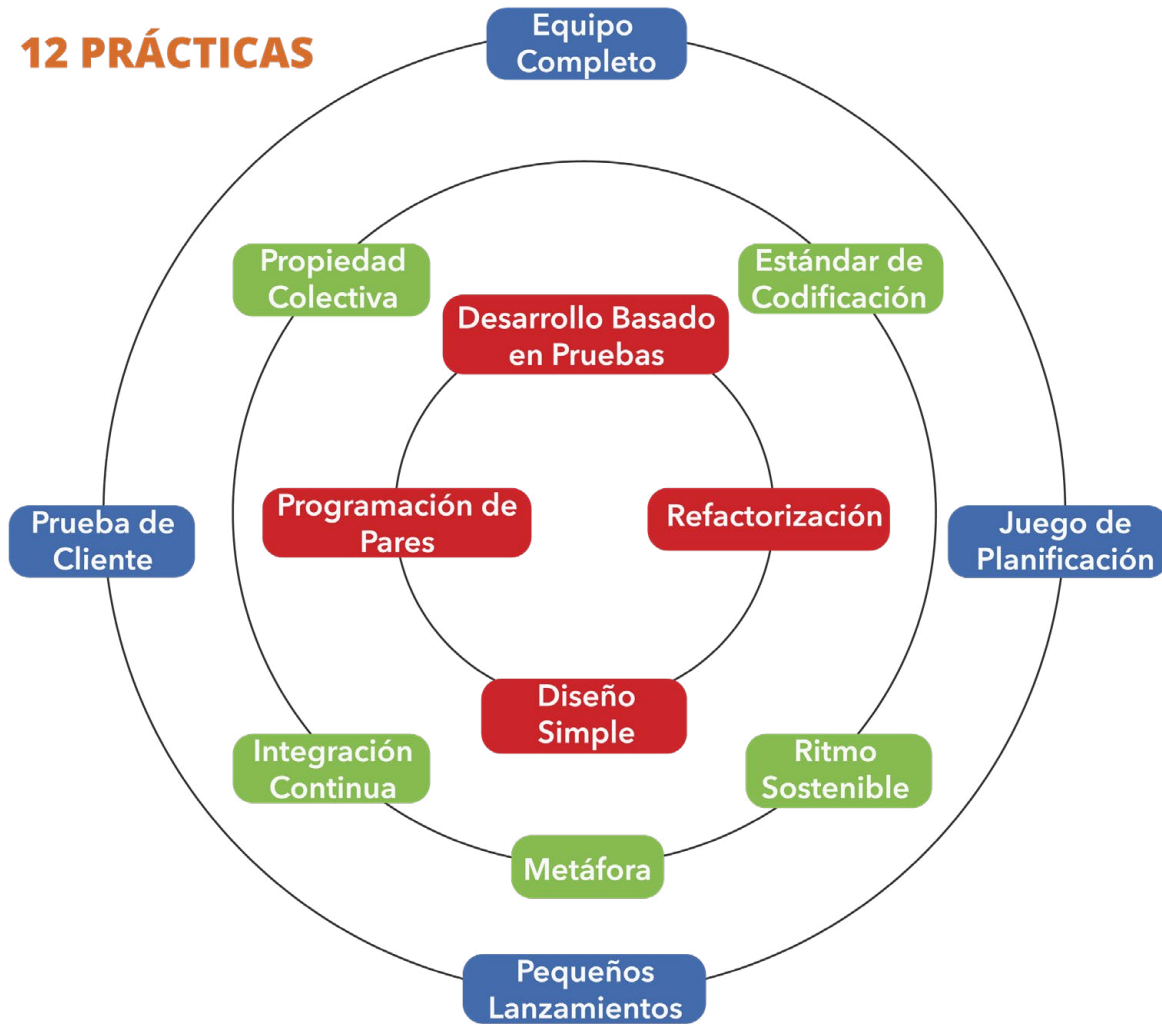 12 PRÁCTICAS
Equipo
Completo
Propiedad
Colectiva
Estándar de
Codificación
Desarrollo Basado
en Pruebas
Programación de
Pares
Refactorización
Prueba de
Cliente
Juego de
Planificación
Diseño
Simple
Integración
Continua
Ritmo
Sostenible
Metáfora
Pequeños
Lanzamientos